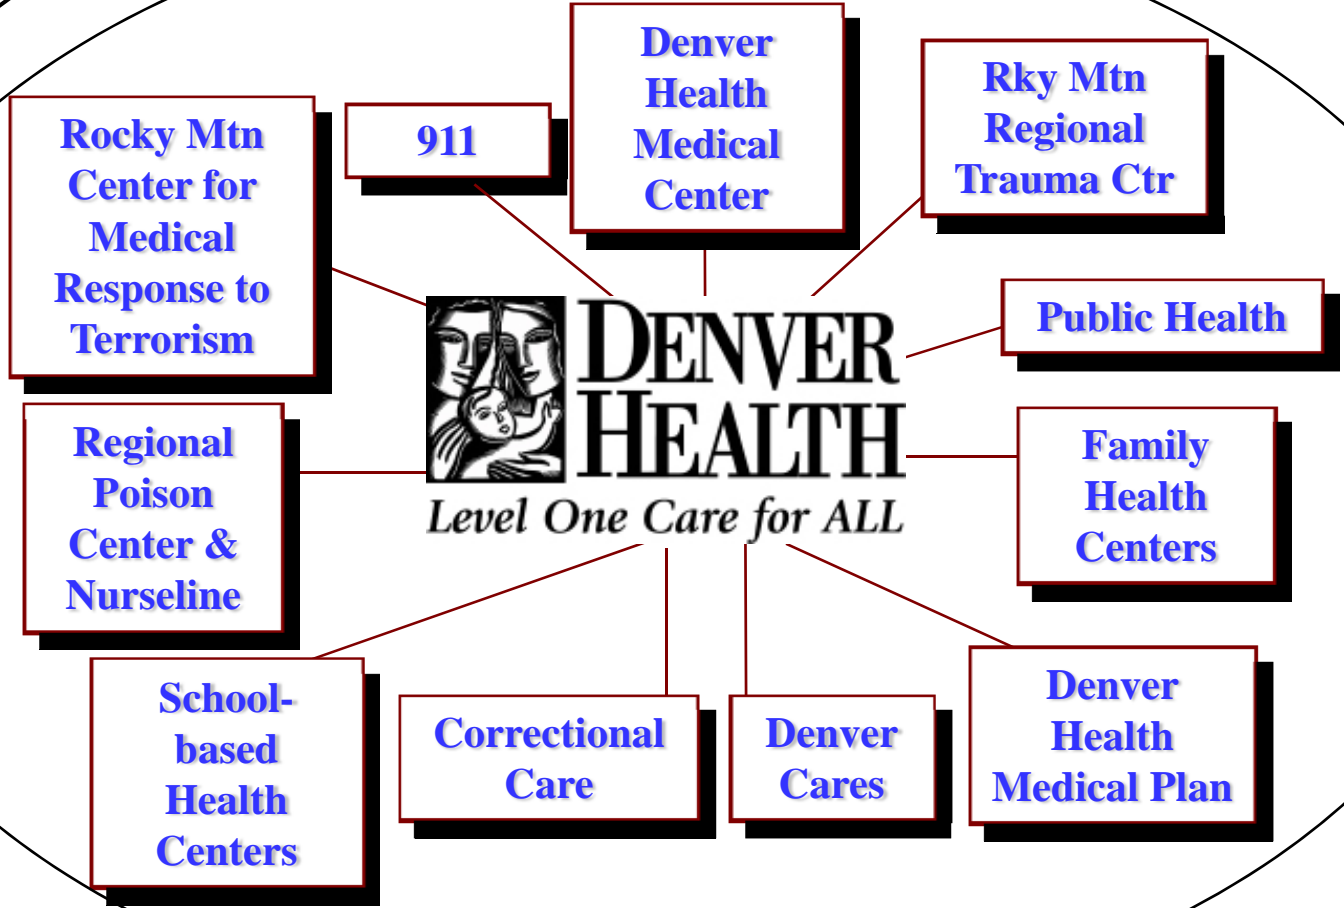 Denver
Health
Medical
Center
Rky Mtn
Regional
Trauma Ctr
911
Rocky Mtn
Center for
Medical
Response to
Terrorism
Public Health
DENVER
HEALTH
Level One Care for ALL
Regional
Poison
Center &
Nurseline
Family
Health
Centers
School-
based
Health
Centers
Correctional
Care
Denver
Cares
Denver
Health
Medical Plan